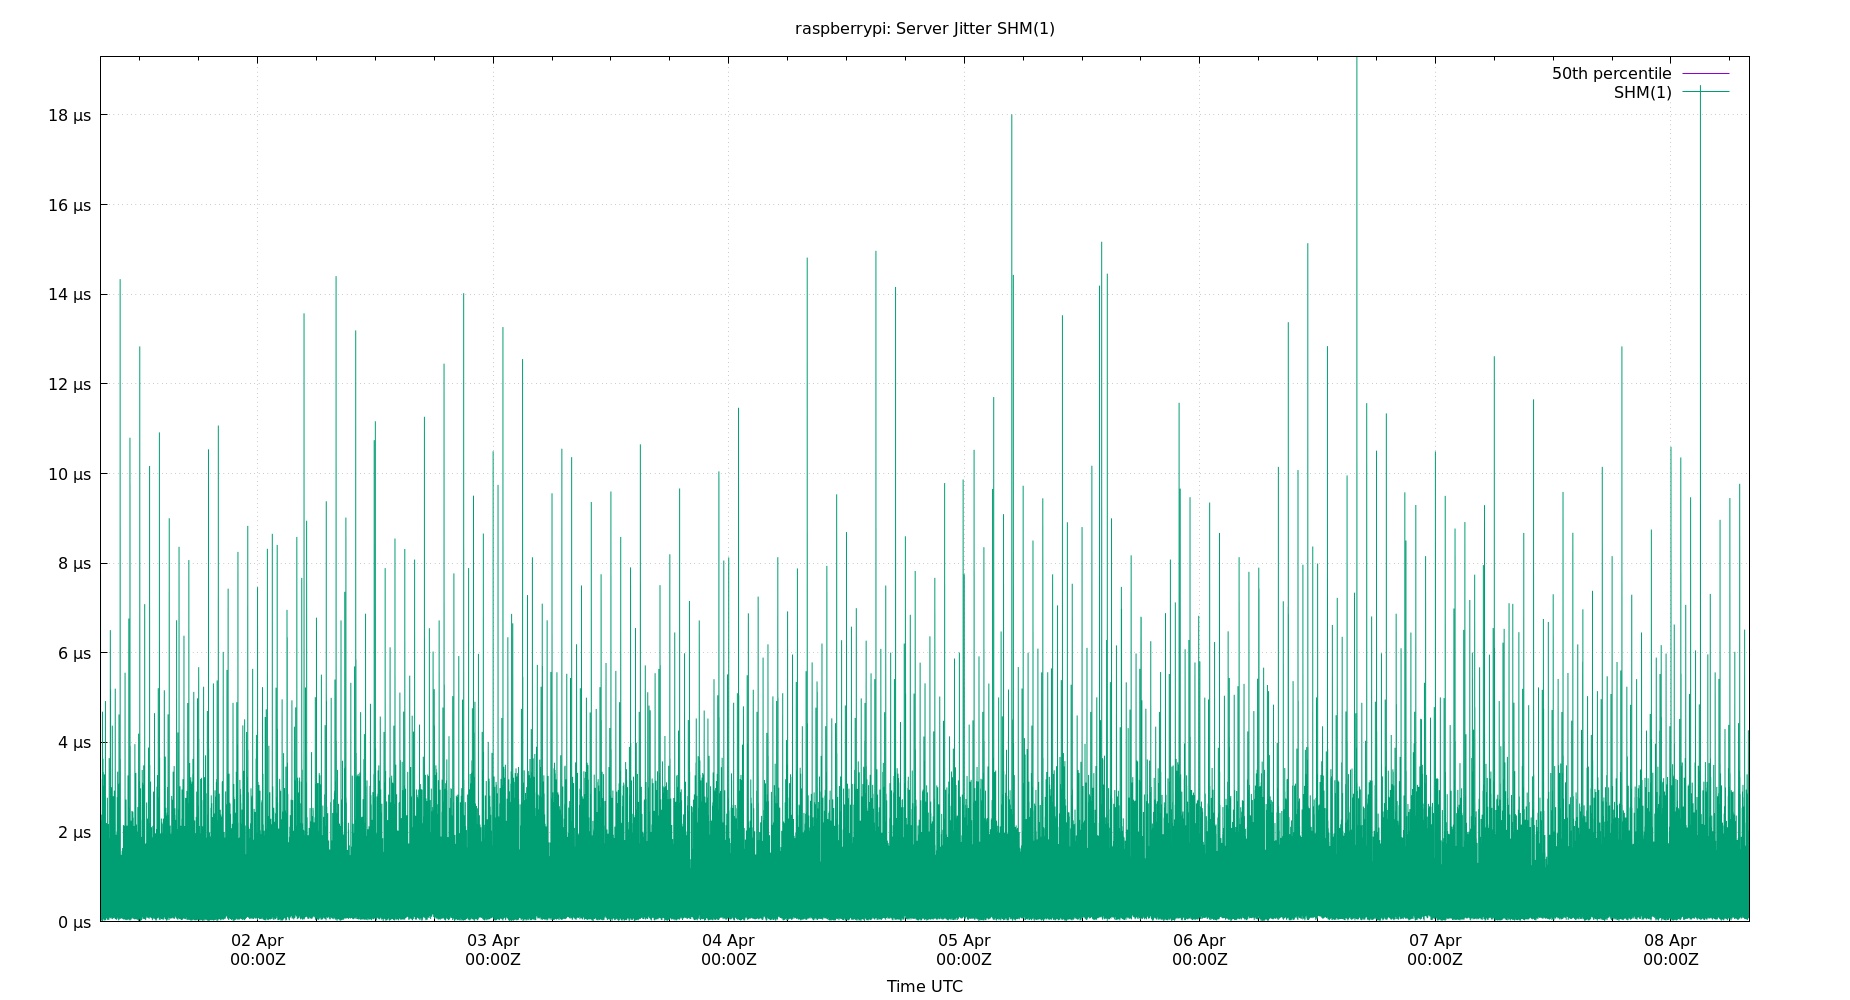 raspberrypi: Server Jitter SHM(1)
50th percentile
SHM(1)
18 µs
16 µs
14 µs
12 µs
10 µs
8 µs
6 µs
4 µs
2 µs
0 µs
02 Apr
00:00Z
03 Apr
00:00Z
04 Apr
00:00Z
05 Apr
00:00Z
06 Apr
00:00Z
07 Apr
00:00Z
08 Apr
00:00Z
Time UTC